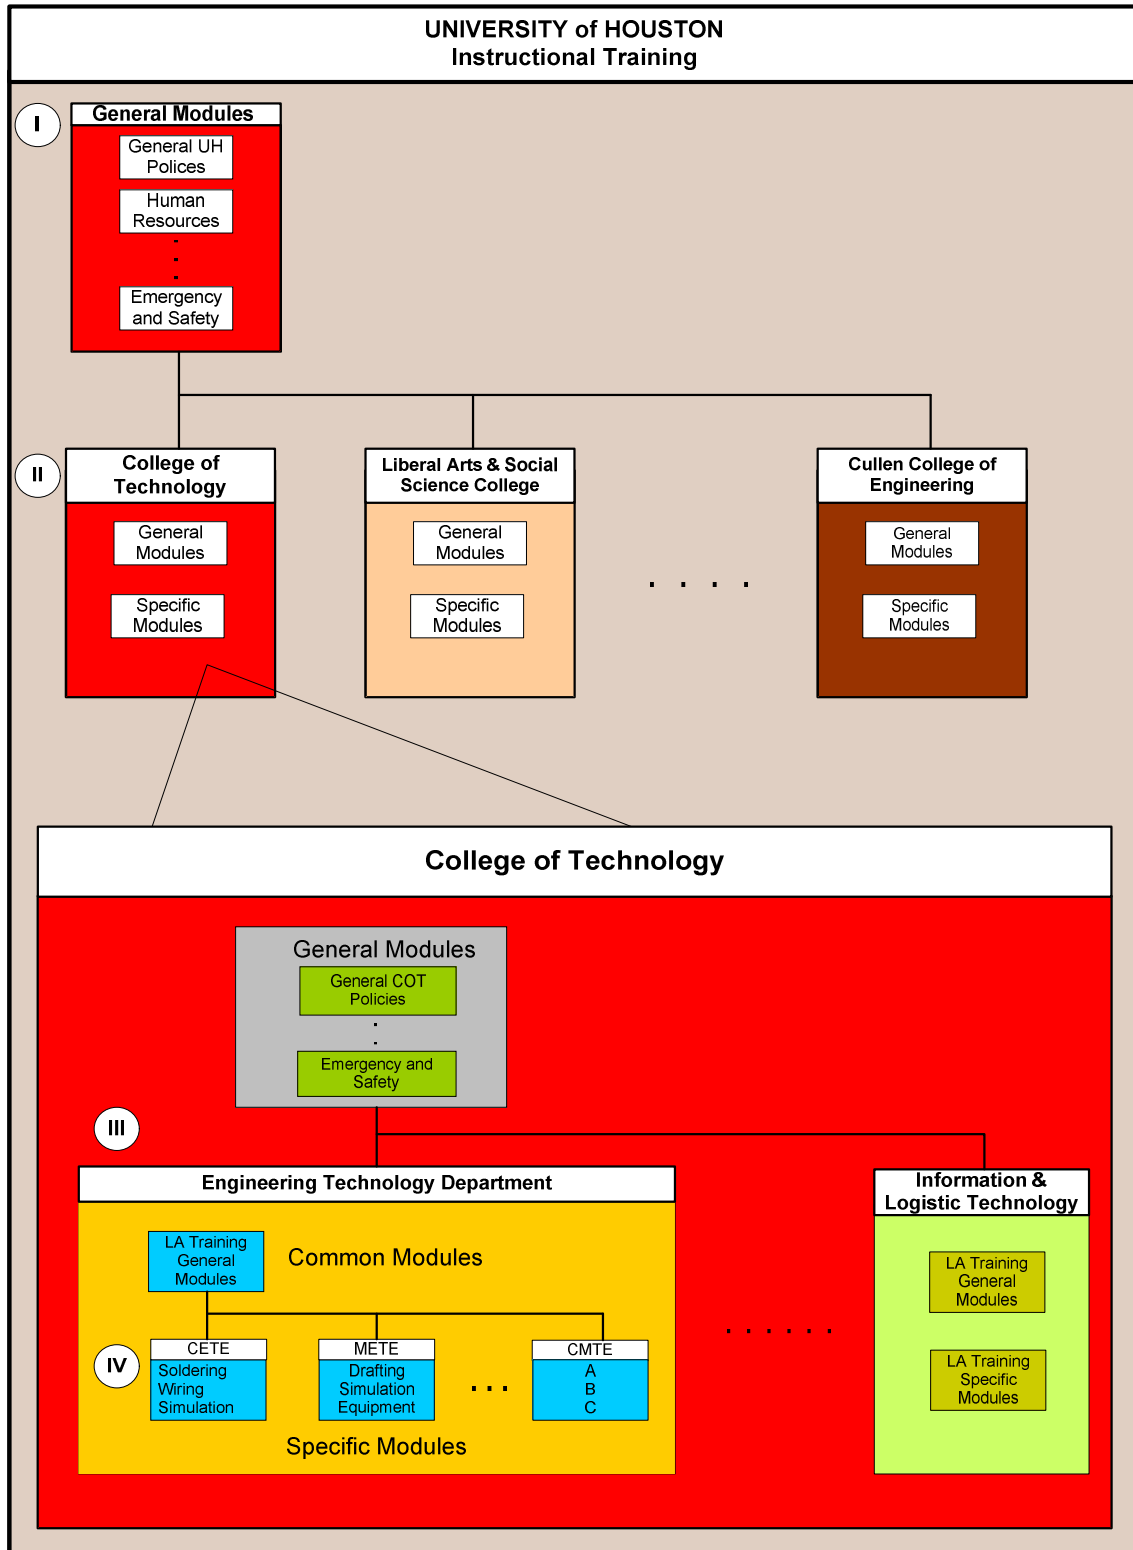 UNIVERSITY of HOUSTON
Instructional Training
I
General Modules
General UH
Polices
Human
Resources
Emergency
and Safety
II
College of
Technology
General
Modules
Specific
Modules
Liberal Arts & Social
Science College
General
Modules
Specific
Modules
Cullen College of
Engineering
General
Modules
Specific
Modules
College of Technology
General Modules
General COT
Policies
Emergency and
Safety
III
Engineering Technology Department
LA Training
General
Modules
Common Modules
IV
CETE
Soldering
Wiring
Simulation
METE
Drafting
Simulation
Equipment
CMTE
A
B
C
Specific Modules
Information &
Logistic Technology
LA Training
General
Modules
LA Training
Specific
Modules